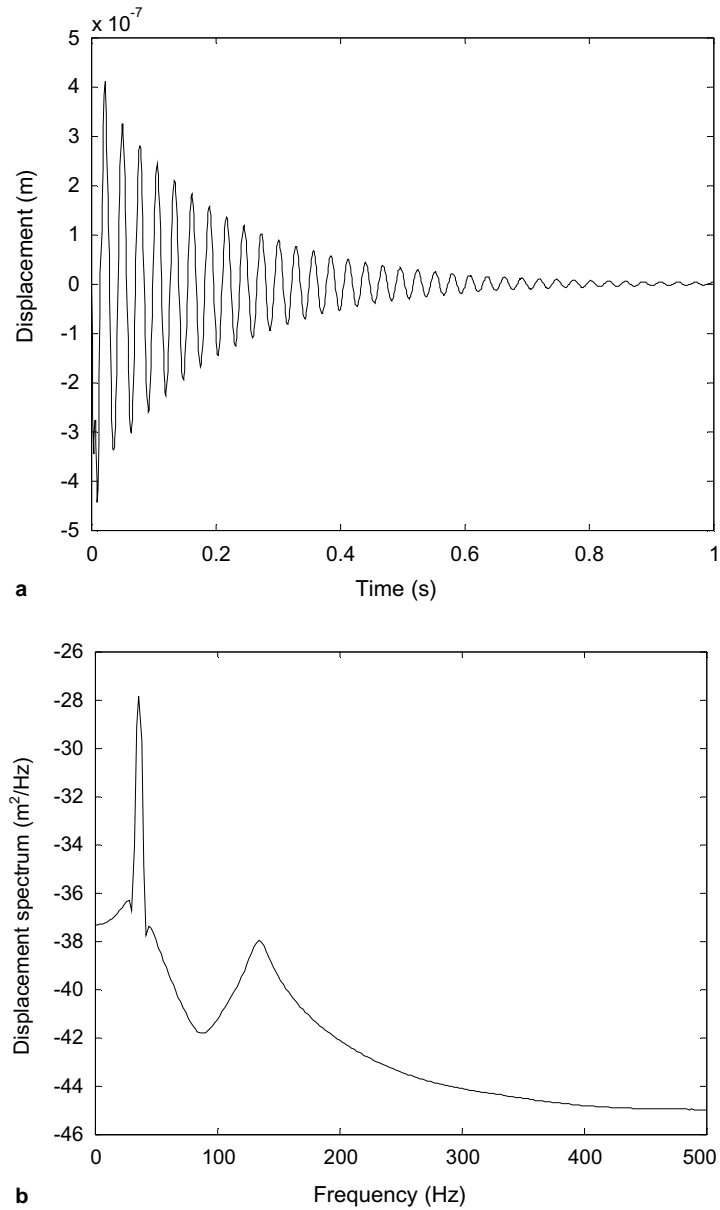 x 10-7
5
4
3
2
1
0
-1
-2
-3
-4
-5
Displacement (m)
0 0.2 0.4 0.6 0.8 1
Time (s)
a
-26
-28
-30
-32
-34
-36
-38
-40
-42
-44
-46
Displacement spectrum (m2/Hz)
0 100 200 300 400 500
Frequency (Hz)
b